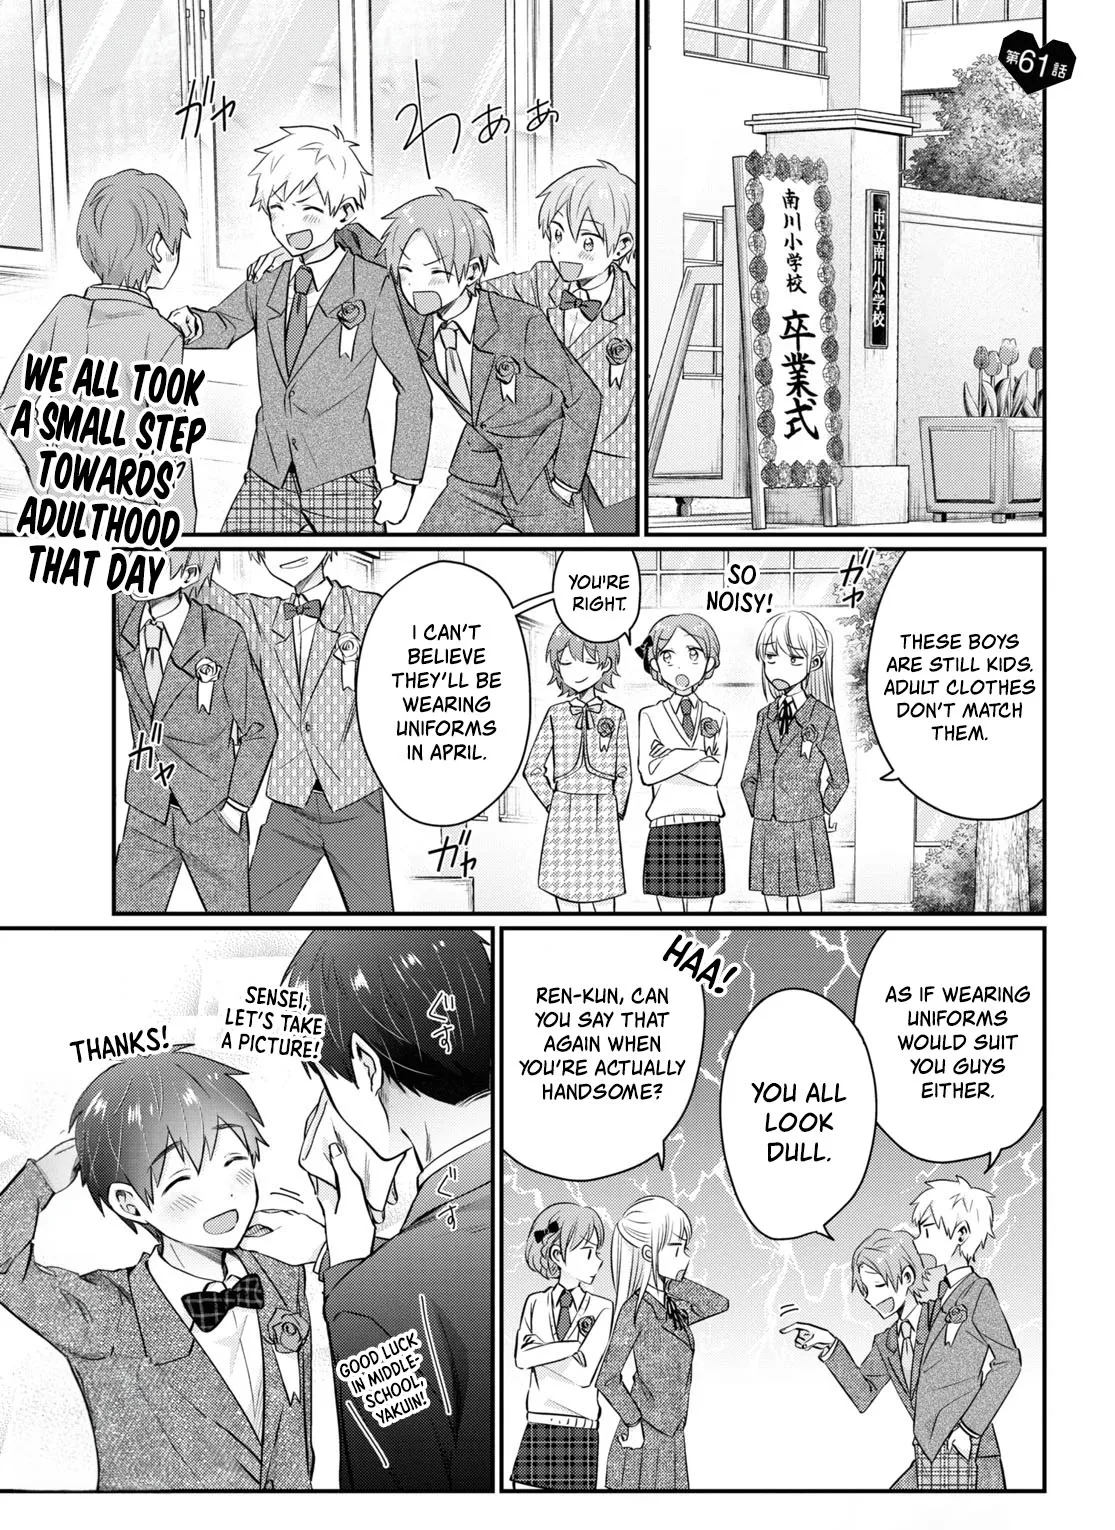 第61話
南川小学校
卒業式
市立南川小学校
わぁぁぁ
ガヤ
WE ALL TOOK
A SMALL STEP
TOWARDS
ADULTHOOD
THAT DAY
THESE BOYS
ARE STILL KIDS.
ADULT CLOTHES
DON'T MATCH
THEM.
ガヤ
SO
NOISY!
YOU'RE
RIGHT.
I CAN'T
BELIEVE
THEY'LL BE
WEARING
UNIFORMS
IN APRIL.
ガヤ
ガヤ
AS IF WEARING
UNIFORMS
WOULD SUIT
YOU GUYS
EITHER.
YOU ALL
LOOK
DULL.
HAA!
REN-KUN, CAN
YOU SAY THAT
AGAIN WHEN
YOU'RE ACTUALLY
HANDSOME?
ぐすっ
SENSEI,
LET'S TAKE
A PICTURE!
THANKS!
ぐすっ
GOOD LUCK
IN MIDDLE-
SCHOOL,
YAKUIN!